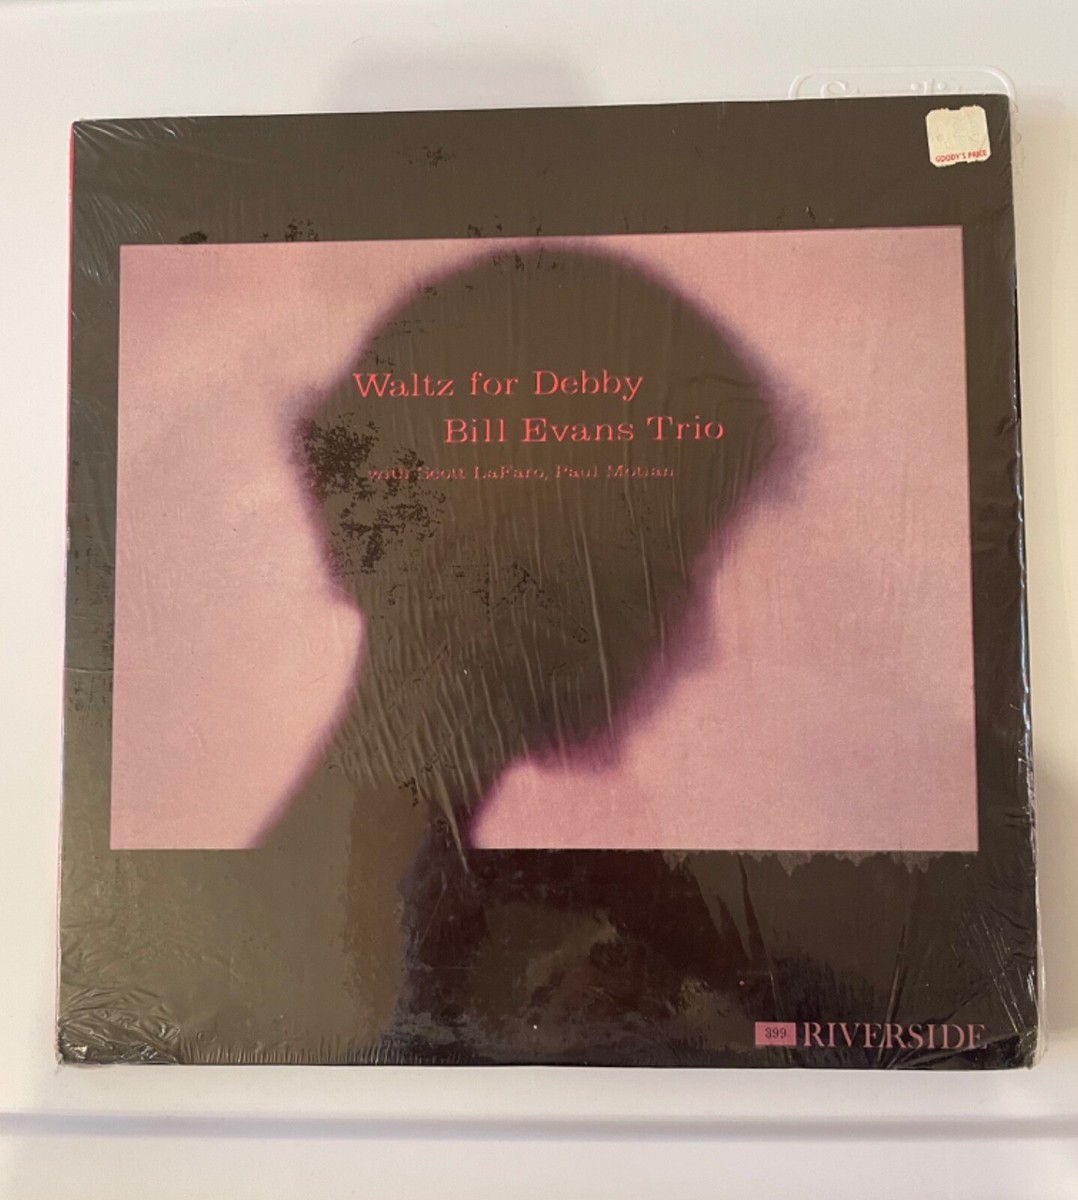 GOODY'S PRICE
Waltz for Debby
Bill Evans Trio
with Scott LaFaro, Paul Motian
399 RIVERSIDE